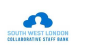 SOUTH WEST LONDON
COLLABORATIVE STAFF BANK